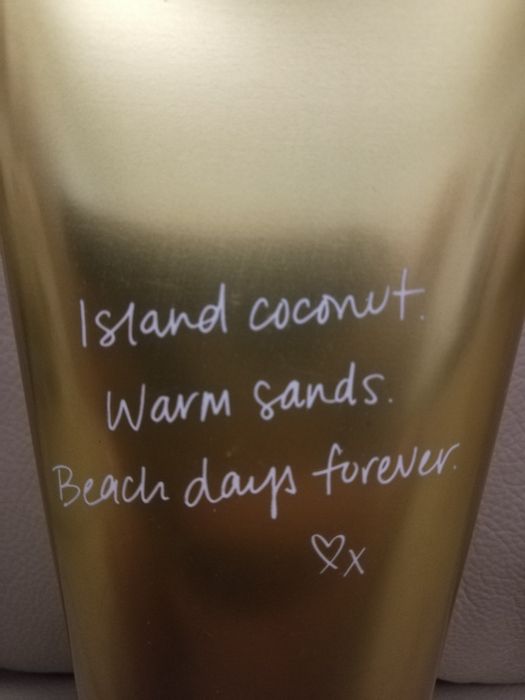 Island coconut.
Warm sands.
Beach days forever.
♡x